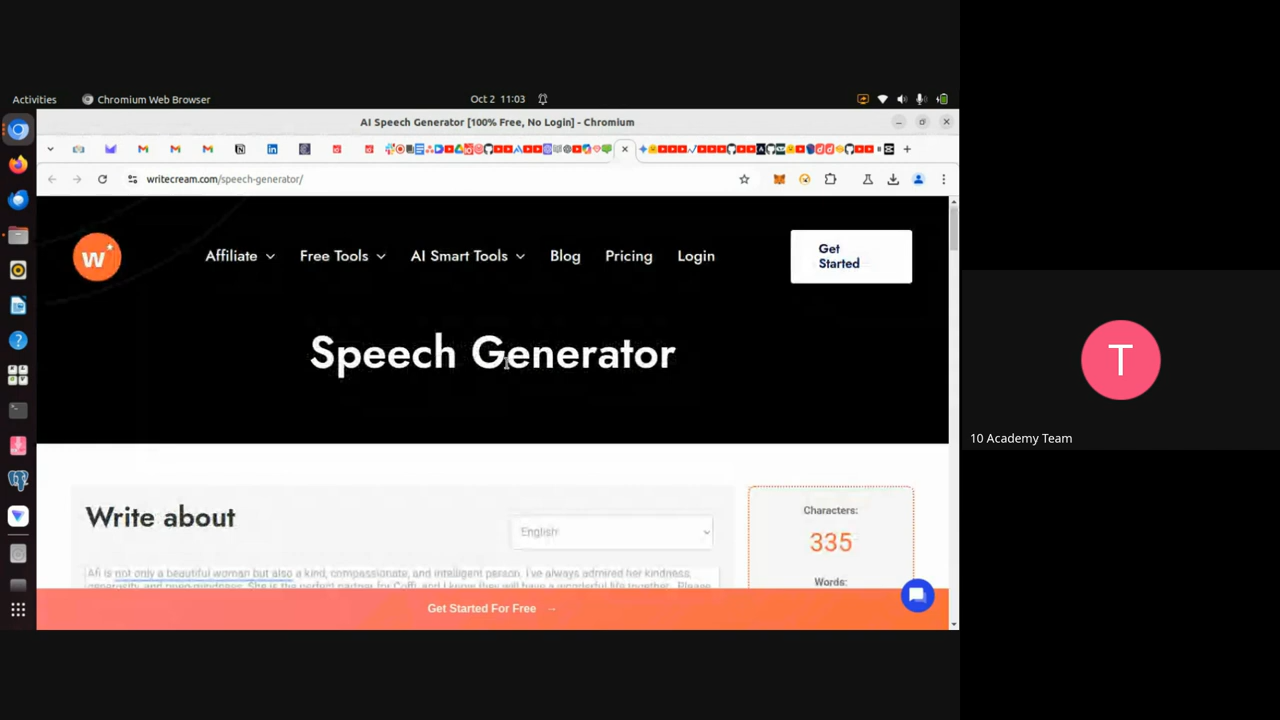 Activities Chromium Web Browser Oct 2 11:03
AI Speech Generator [100% Free, No Login] - Chromium
writecream.com/speech-generator/
w
Affiliate Free Tools AI Smart Tools Blog Pricing Login Get Started
Speech Generator
Write about
English
Characters:
335
Words:
Afi is not only a beautiful woman but also a kind, compassionate, and intelligent person. I've always admired her kindness,
Get Started For Free →
T
10 Academy Team